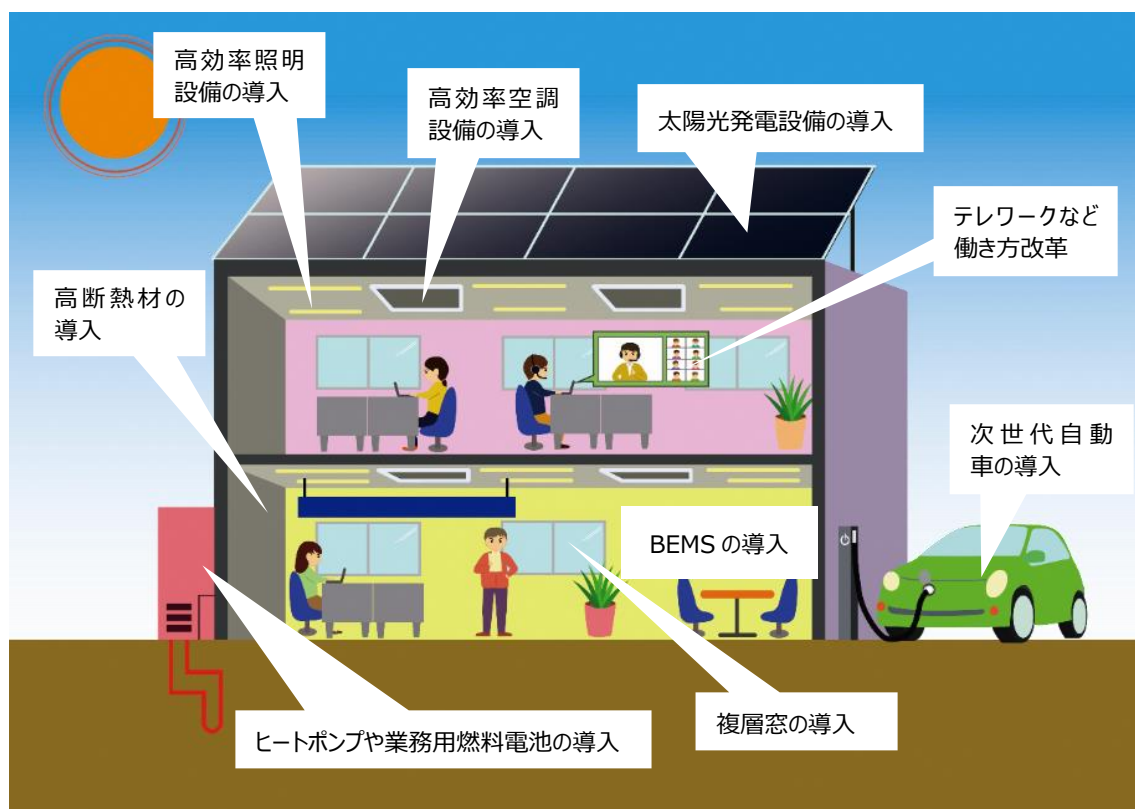 高効率照明
設備の導入
高効率空調
設備の導入
太陽光発電設備の導入
テレワークなど
働き方改革
高断熱材の
導入
次世代自動
車の導入
BEMS の導入
複層窓の導入
ヒートポンプや業務用燃料電池の導入